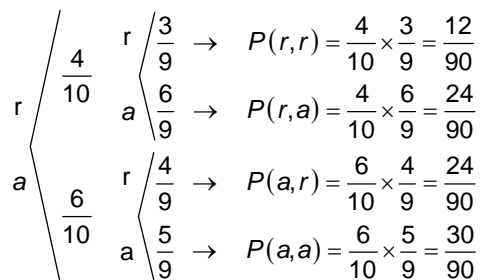 r 3/9 → P(r,r) = 4/10 × 3/9 = 12/90
4/10
a 6/9 → P(r,a) = 4/10 × 6/9 = 24/90
r
a
r 4/9 → P(a,r) = 6/10 × 4/9 = 24/90
6/10
a 5/9 → P(a,a) = 6/10 × 5/9 = 30/90